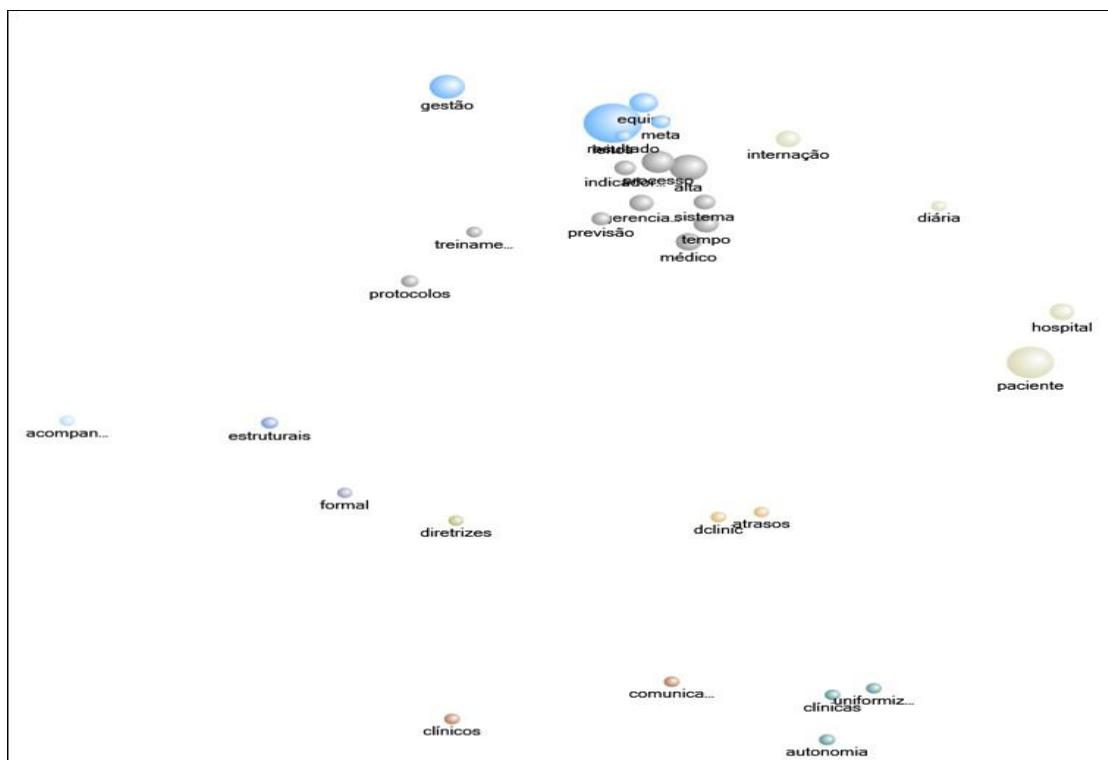 gestão
equi
meta
resultado
internação
processo
indicador...
alta
diária
gerencia...
sistema
previsão
treiname...
tempo
médico
protocolos
hospital
paciente
acompan...
estruturais
formal
diretrizes
dclinic
atrasos
comunica...
clínicas
uniformiz...
clínicos
autonomia